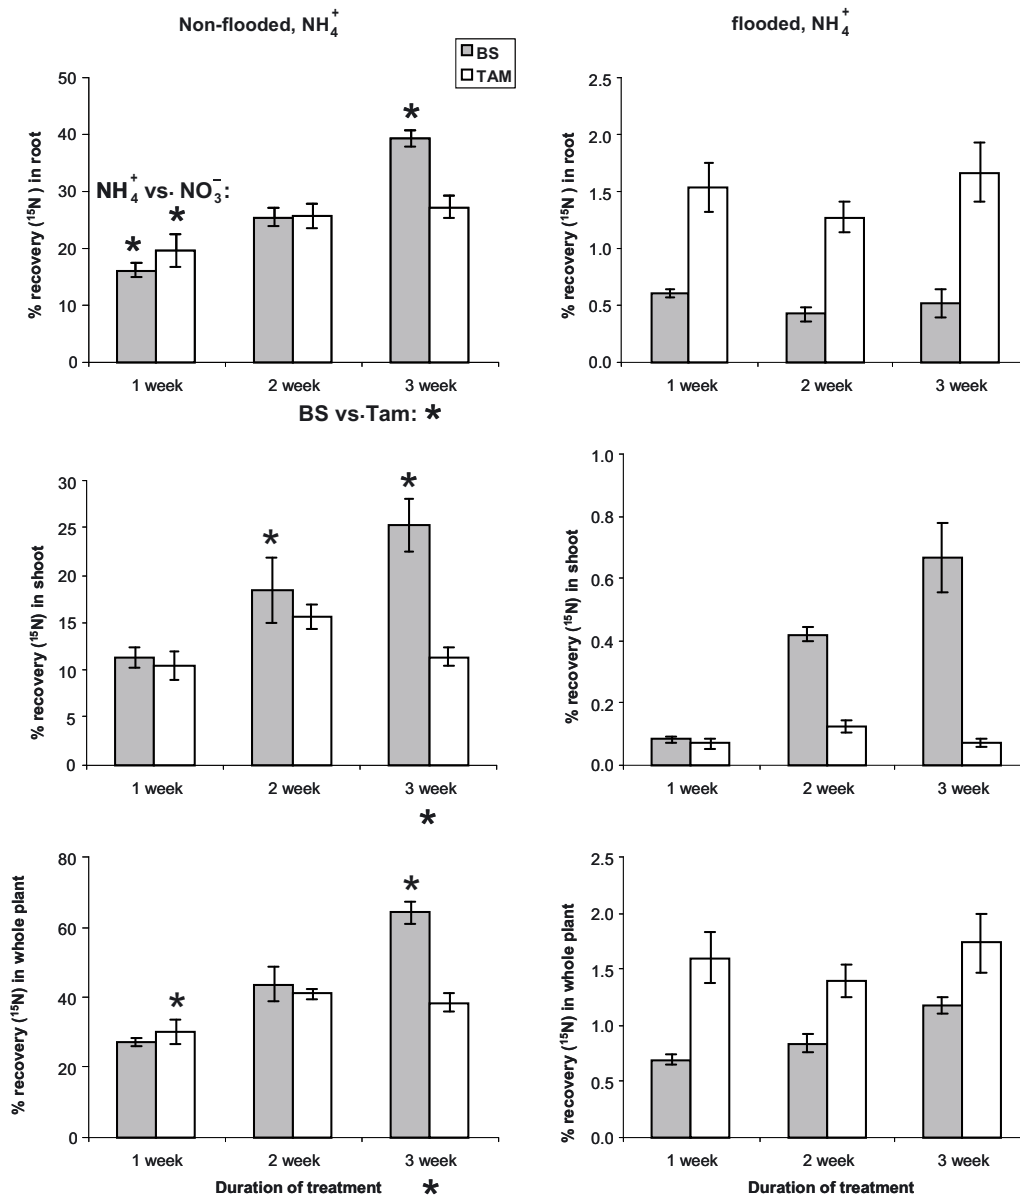 Non-flooded, NH₄⁺
flooded, NH₄⁺
BS
TAM
% recovery (¹⁵N ) in root
50
40
30
20
10
0
NH₄⁺ vs. NO₃⁻:
*
*
*
1 week
2 week
3 week
BS vs.Tam: *
% recovery (¹⁵N ) in root
2.5
2.0
1.5
1.0
0.5
0.0
1 week
2 week
3 week
% recovery (¹⁵N) in shoot
30
25
20
15
10
5
0
*
*
1 week
2 week
3 week
*
% recovery (¹⁵N) in shoot
1.0
0.8
0.6
0.4
0.2
0.0
1 week
2 week
3 week
% recovery (¹⁵N) in whole plant
80
60
40
20
0
*
*
1 week
2 week
3 week
Duration of treatment *
% recovery (¹⁵N) in whole plant
2.5
2.0
1.5
1.0
0.5
0.0
1 week
2 week
3 week
Duration of treatment